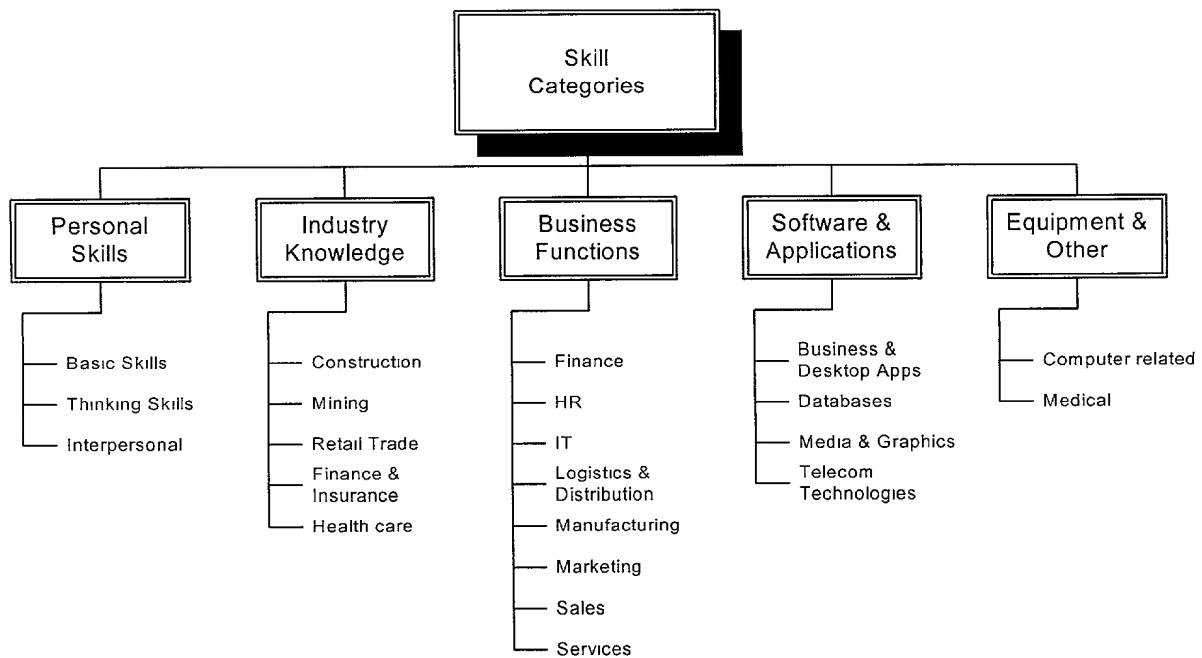 Skill
Categories
Personal
Skills
Basic Skills
Thinking Skills
Interpersonal
Industry
Knowledge
Construction
Mining
Retail Trade
Finance &
Insurance
Health care
Business
Functions
Finance
HR
IT
Logistics &
Distribution
Manufacturing
Marketing
Sales
Services
Software &
Applications
Business &
Desktop Apps
Databases
Media & Graphics
Telecom
Technologies
Equipment &
Other
Computer related
Medical